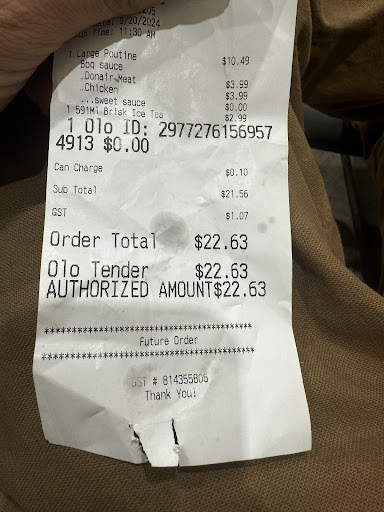 Date: 9/20/2024
Time: 11:30 AM
1 Large Poutine $10.49
Bbq sauce
.Donair Meat $3.99
.Chicken $3.99
...sweet sauce $0.00
1 591Ml Brisk Ice Tea $2.99
1 Olo ID: 2977276156957
4913 $0.00
Can Charge $0.10
Sub Total $21.56
GST $1.07
Order Total $22.63
Olo Tender $22.63
AUTHORIZED AMOUNT$22.63
****************************************
Future Order
****************************************
GST # 814355806
Thank You!